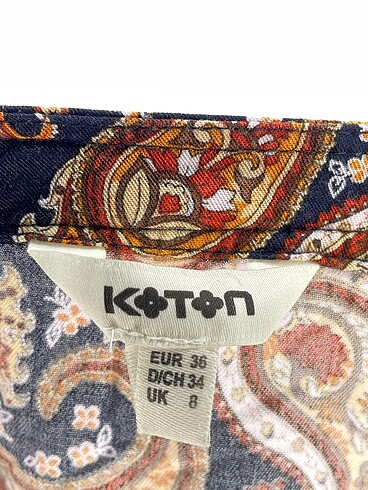 KOTON
EUR 36
D/CH 34
UK 8